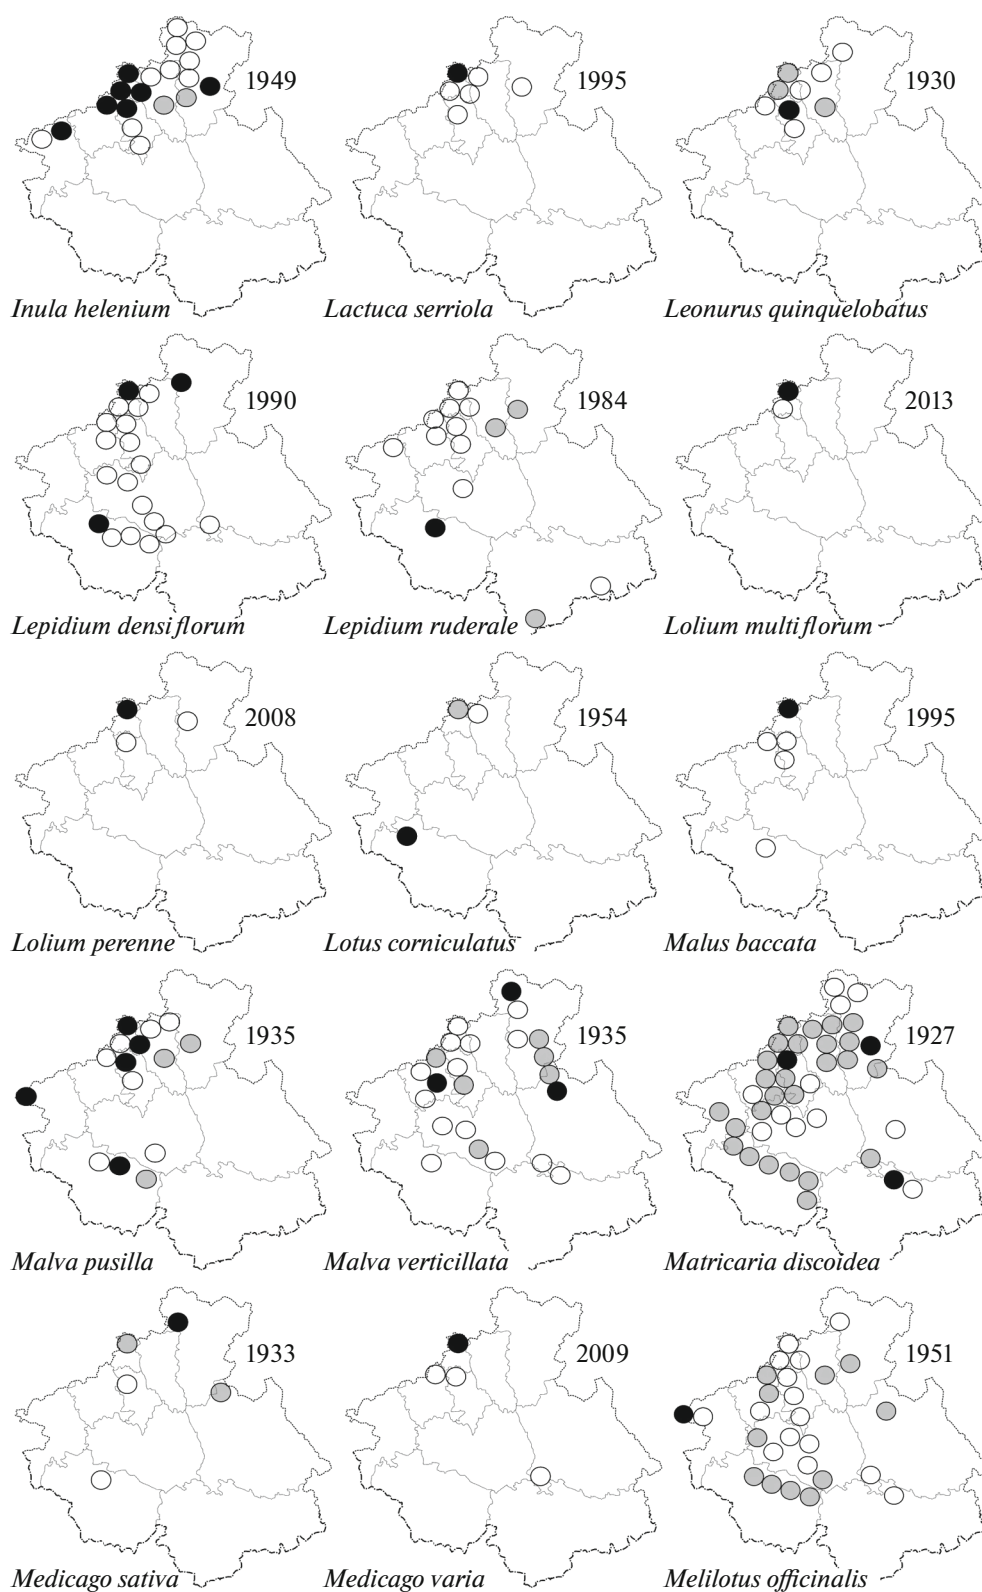 1949
1995
1930
Inula helenium
Lactuca serriola
Leonurus quinquelobatus
1990
1984
2013
Lepidium densiflorum
Lepidium ruderale
Lolium multiflorum
2008
1954
1995
Lolium perenne
Lotus corniculatus
Malus baccata
1935
1935
1927
Malva pusilla
Malva verticillata
Matricaria discoidea
1933
2009
1951
Medicago sativa
Medicago varia
Melilotus officinalis